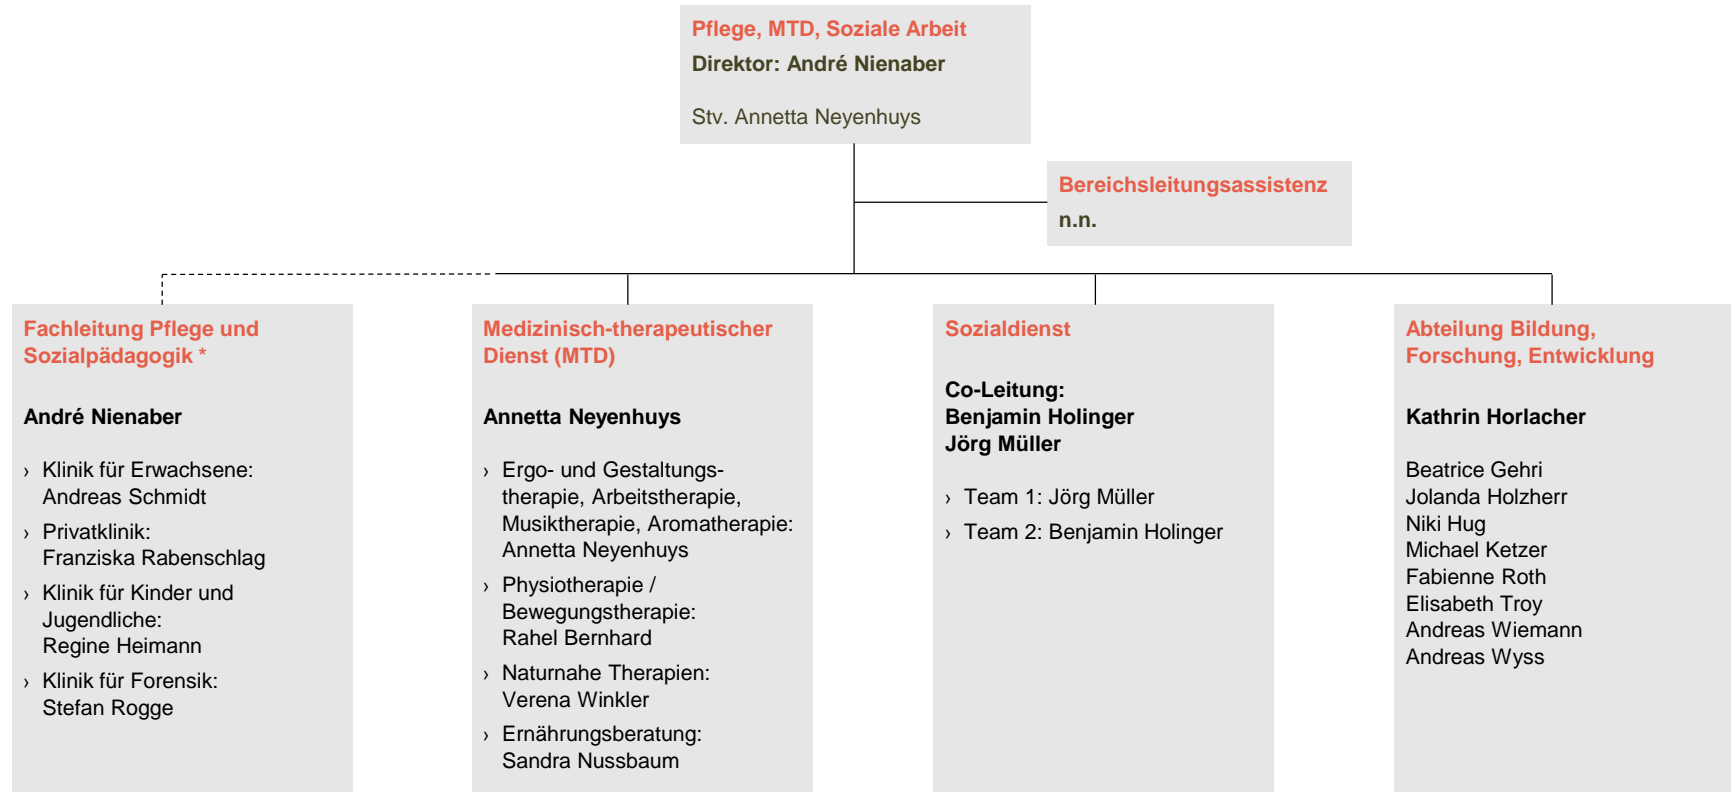 Pflege, MTD, Soziale Arbeit
Direktor: André Nienaber
Stv. Annetta Neyenhuys
Bereichsleitungsassistenz
n.n.
Fachleitung Pflege und
Sozialpädagogik *
André Nienaber
› Klinik für Erwachsene:
Andreas Schmidt
› Privatklinik:
Franziska Rabenschlag
› Klinik für Kinder und
Jugendliche:
Regine Heimann
› Klinik für Forensik:
Stefan Rogge
Medizinisch-therapeutischer
Dienst (MTD)
Annetta Neyenhuys
› Ergo- und Gestaltungs-
therapie, Arbeitstherapie,
Musiktherapie, Aromatherapie:
Annetta Neyenhuys
› Physiotherapie /
Bewegungstherapie:
Rahel Bernhard
› Naturnahe Therapien:
Verena Winkler
› Ernährungsberatung:
Sandra Nussbaum
Sozialdienst
Co-Leitung:
Benjamin Holinger
Jörg Müller
› Team 1: Jörg Müller
› Team 2: Benjamin Holinger
Abteilung Bildung,
Forschung, Entwicklung
Kathrin Horlacher
Beatrice Gehri
Jolanda Holzherr
Niki Hug
Michael Ketzer
Fabienne Roth
Elisabeth Troy
Andreas Wiemann
Andreas Wyss